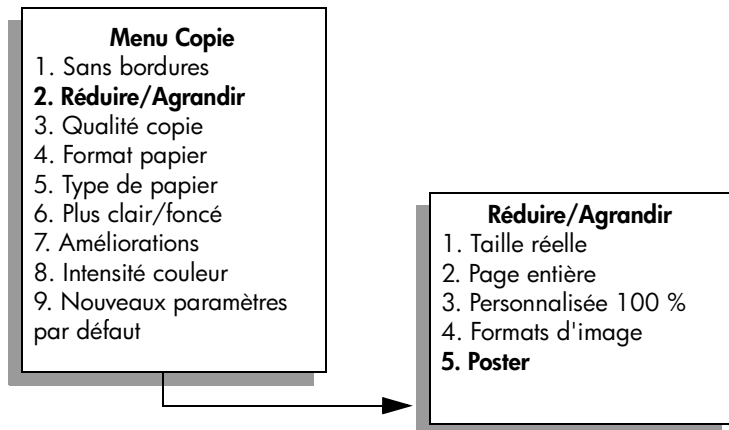 Menu Copie
1. Sans bordures
2. Réduire/Agrandir
3. Qualité copie
4. Format papier
5. Type de papier
6. Plus clair/foncé
7. Améliorations
8. Intensité couleur
9. Nouveaux paramètres
par défaut
Réduire/Agrandir
1. Taille réelle
2. Page entière
3. Personnalisée 100 %
4. Formats d'image
5. Poster